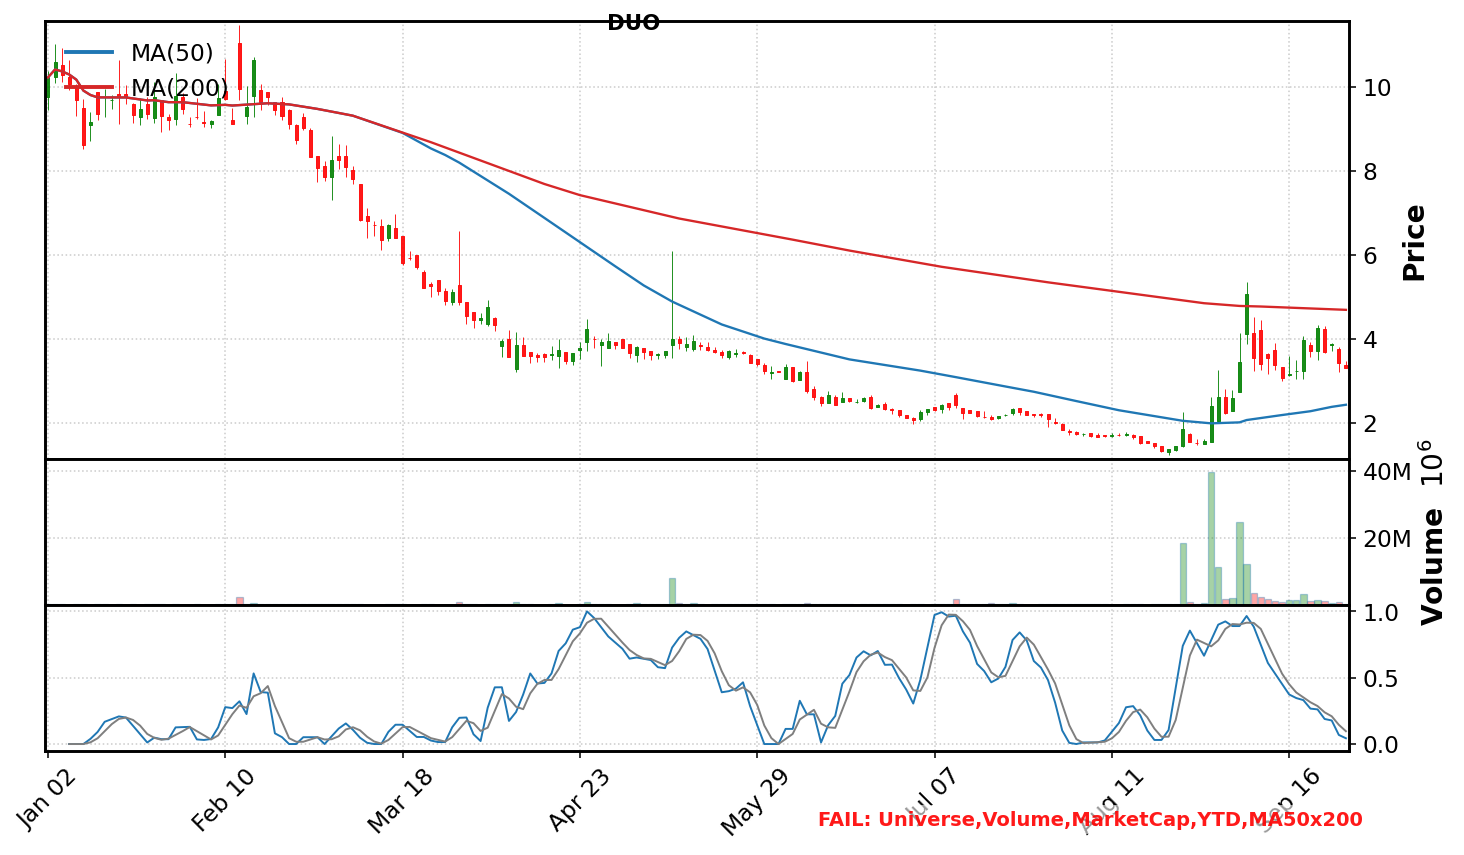 DUO
MA(50)
MA(200)
10
8
6
4
2
Price
40M
20M
Volume 10^6
1.0
0.5
0.0
Jan 02
Feb 10
Mar 18
Apr 23
May 29
Jul 07
Aug 11
Sep 16
FAIL: Universe,Volume,MarketCap,YTD,MA50x200